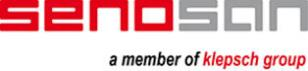 senosan
a member of klepsch group